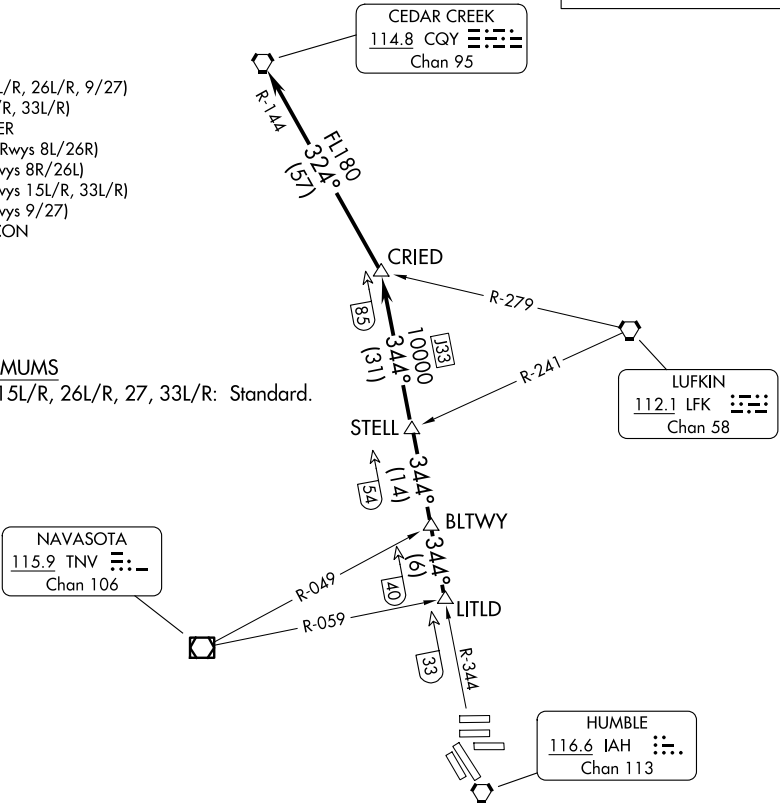 CEDAR CREEK
114.8 CQY
Chan 95
L/R, 26L/R, 9/27)
/R, 33L/R)
ER
Rwys 8L/26R)
wys 8R/26L)
wys 15L/R, 33L/R)
wys 9/27)
CON
R-144
FL180
324°
(57)
CRIED
R-279
85
J33
10000
344°
(31)
R-241
LUFKIN
112.1 LFK
Chan 58
MUMS
15L/R, 26L/R, 27, 33L/R: Standard.
STELL
54
344°
(14)
BLTWY
NAVASOTA
115.9 TNV
Chan 106
R-049
40
344°
(6)
R-059
LITLD
33
R-344
HUMBLE
116.6 IAH
Chan 113